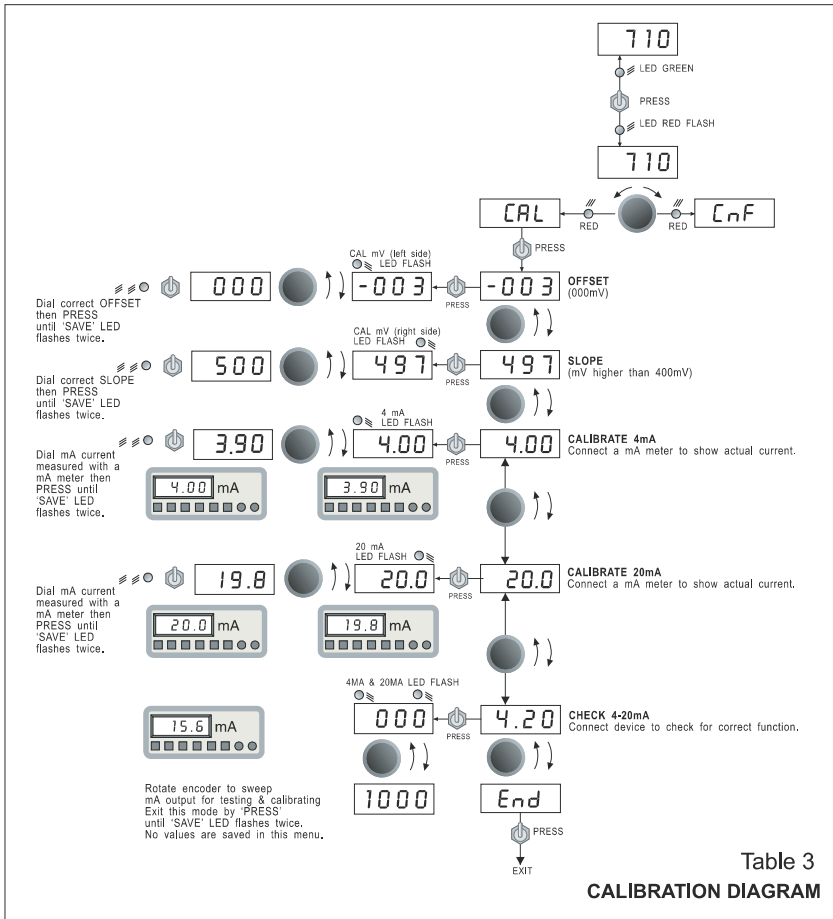 710
LED GREEN
PRESS
LED RED FLASH
710
CAL
RED
RED
CnF
PRESS
CAL mV (left side)
LED FLASH
000
-003
PRESS
-003
OFFSET
(000mV)
Dial correct OFFSET
then PRESS
until 'SAVE' LED
flashes twice.
CAL mV (right side)
LED FLASH
500
497
PRESS
497
SLOPE
(mV higher than 400mV)
Dial correct SLOPE
then PRESS
until 'SAVE' LED
flashes twice.
4 mA
LED FLASH
3.90
4.00
PRESS
4.00
CALIBRATE 4mA
Connect a mA meter to show actual current.
Dial mA current
measured with a
mA meter then
PRESS until
'SAVE' LED
flashes twice.
4.00 mA
3.90 mA
20 mA
LED FLASH
19.8
20.0
PRESS
20.0
CALIBRATE 20mA
Connect a mA meter to show actual current.
Dial mA current
measured with a
mA meter then
PRESS until
'SAVE' LED
flashes twice.
20.0 mA
19.8 mA
4MA & 20MA LED FLASH
000
PRESS
4.20
CHECK 4-20mA
Connect device to check for correct function.
15.6 mA
Rotate encoder to sweep
mA output for testing & calibrating
Exit this mode by 'PRESS'
until 'SAVE' LED flashes twice.
No values are saved in this menu.
1000
End
PRESS
EXIT
Table 3
CALIBRATION DIAGRAM